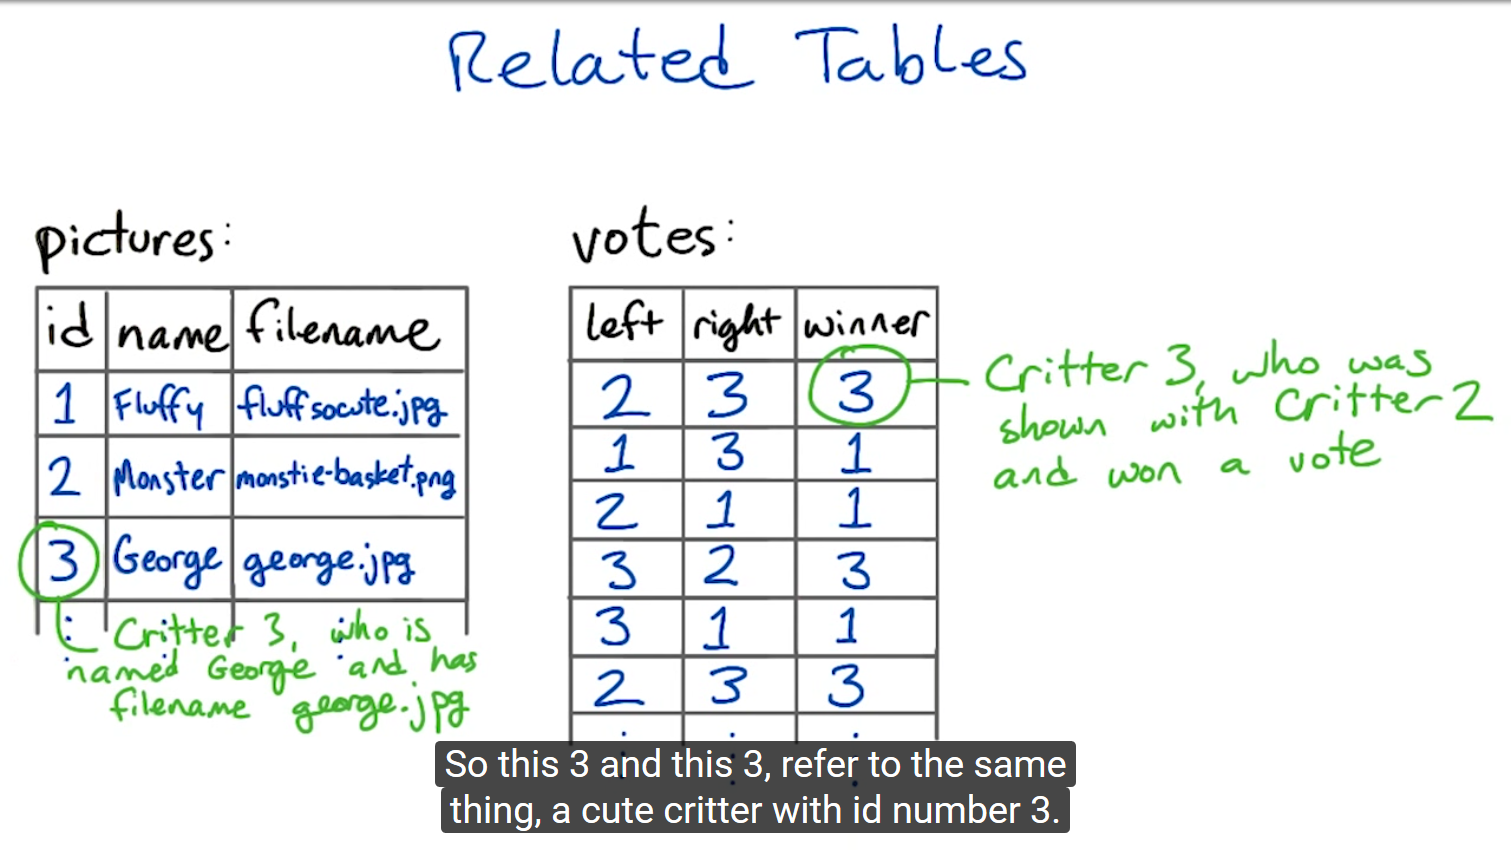 Related Tables
pictures:
id name filename
1 Fluffy fluffsocute.jpg
2 Monster monstie-basket.png
3 George george.jpg
Critter 3, who is
named George and has
filename george.jpg
votes:
left right winner
2 3 3
1 3 1
2 1 1
3 2 3
3 1 1
2 3 3
Critter 3, who was
shown with Critter 2
and won a vote
So this 3 and this 3, refer to the same
thing, a cute critter with id number 3.